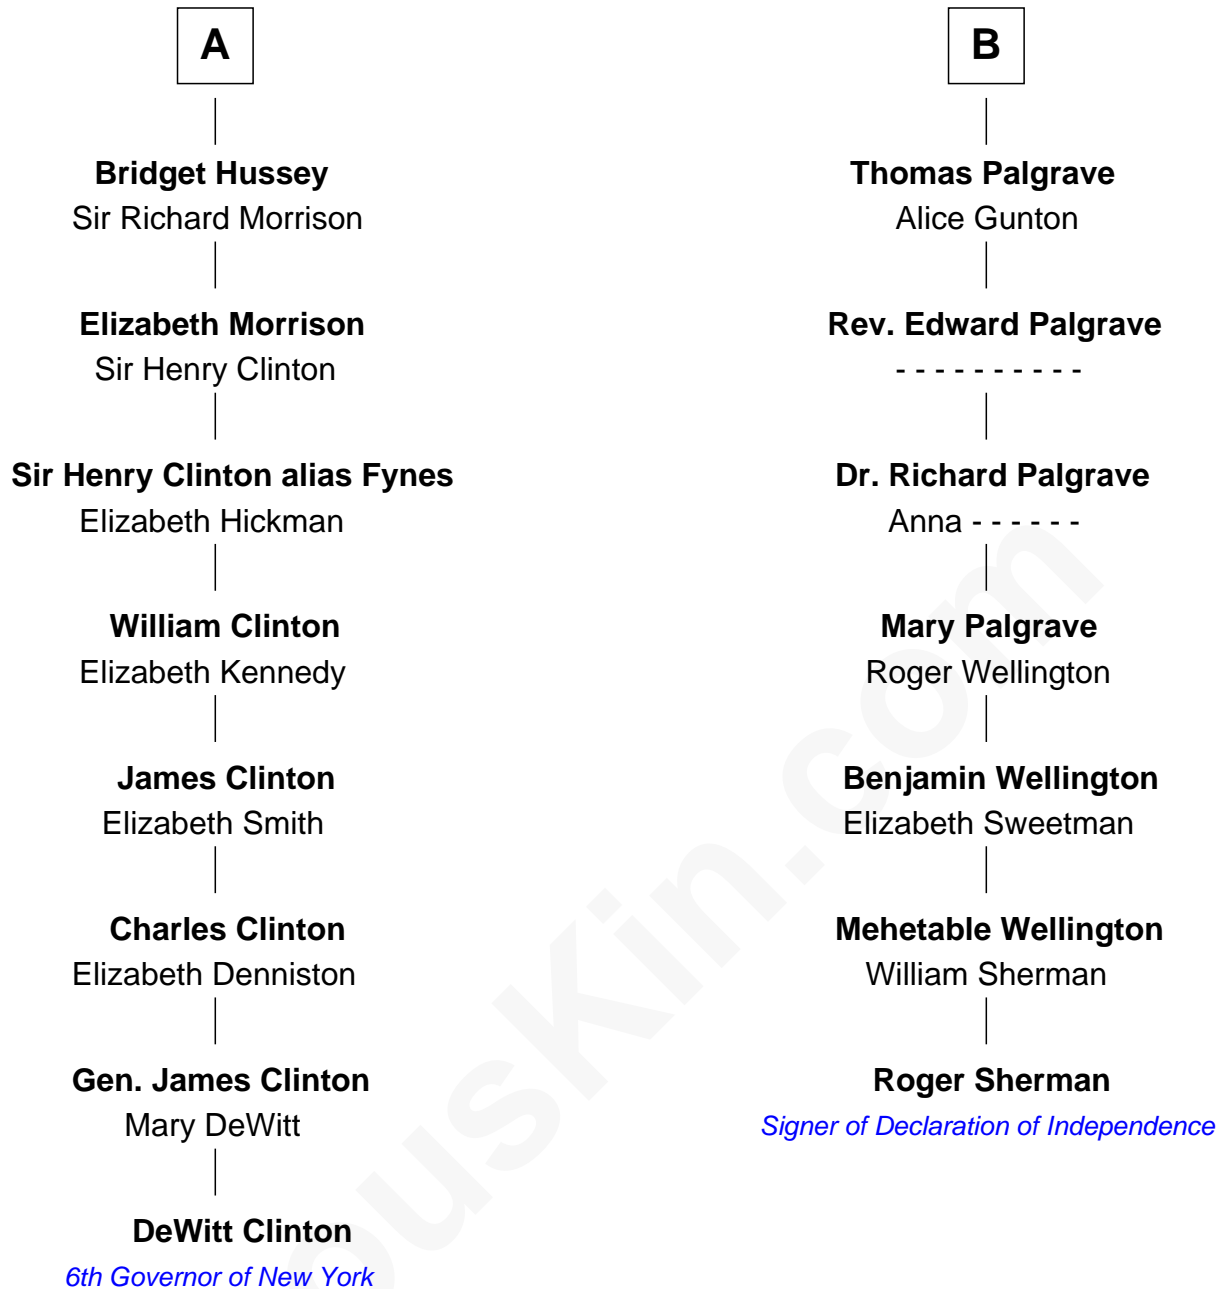 A
Bridget Hussey
Sir Richard Morrison
Elizabeth Morrison
Sir Henry Clinton
Sir Henry Clinton alias Fynes
Elizabeth Hickman
William Clinton
Elizabeth Kennedy
James Clinton
Elizabeth Smith
Charles Clinton
Elizabeth Denniston
Gen. James Clinton
Mary DeWitt
DeWitt Clinton
6th Governor of New York
B
Thomas Palgrave
Alice Gunton
Rev. Edward Palgrave
- - - - - - - - - -
Dr. Richard Palgrave
Anna - - - - - -
Mary Palgrave
Roger Wellington
Benjamin Wellington
Elizabeth Sweetman
Mehetable Wellington
William Sherman
Roger Sherman
Signer of Declaration of Independence
ousKin.com